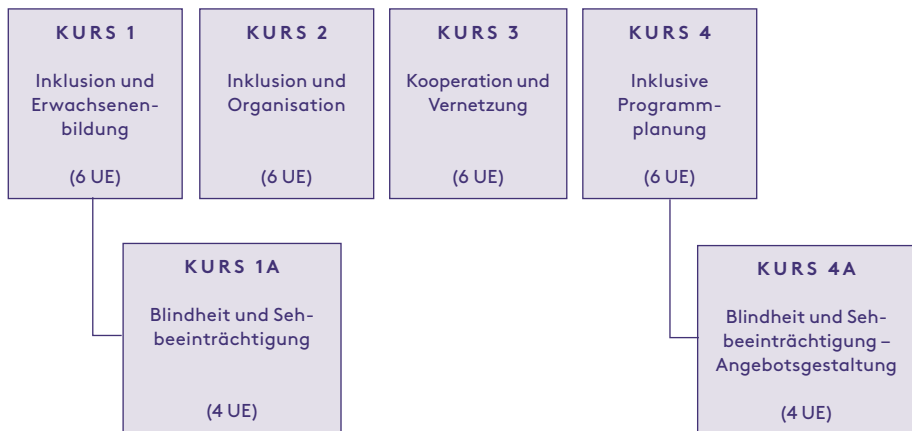 KURS 1
Inklusion und
Erwachsenen-
bildung
(6 UE)
KURS 2
Inklusion und
Organisation
(6 UE)
KURS 3
Kooperation und
Vernetzung
(6 UE)
KURS 4
Inklusive
Programm-
planung
(6 UE)
KURS 1A
Blindheit und Seh-
beeinträchtigung
(4 UE)
KURS 4A
Blindheit und Seh-
beeinträchtigung –
Angebotsgestaltung
(4 UE)